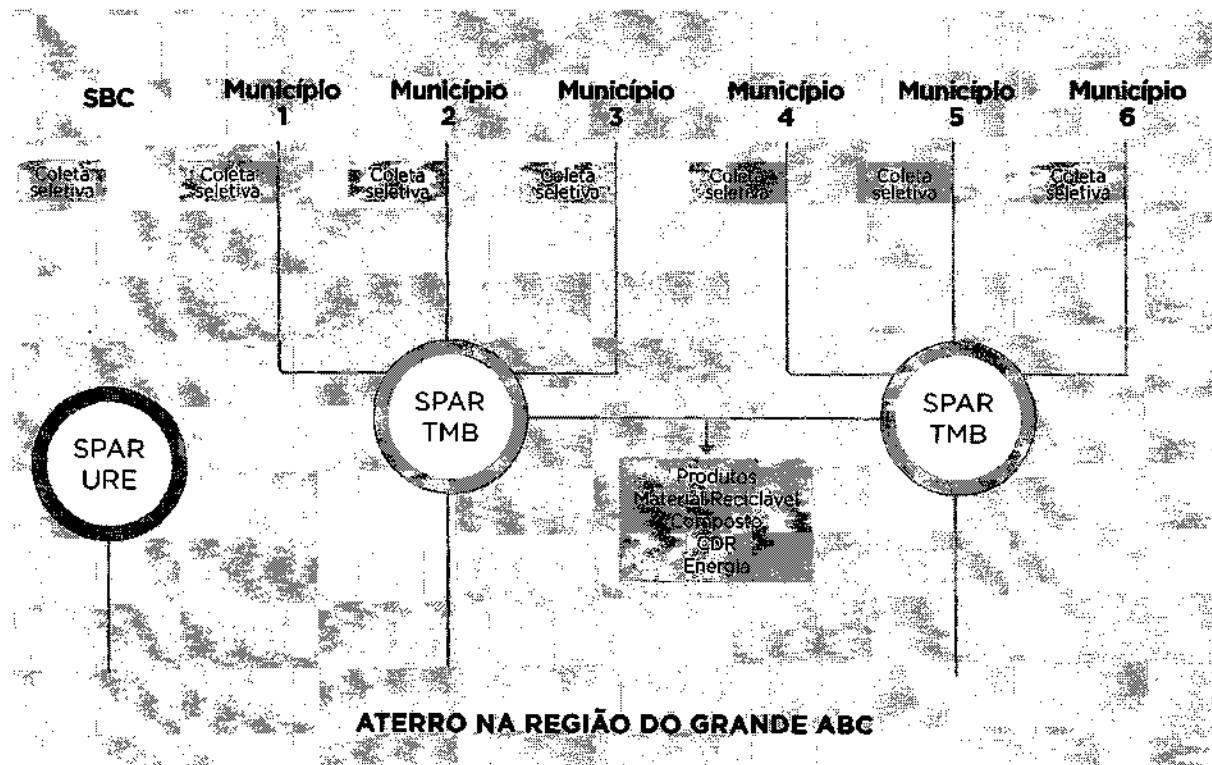 SBC
Município
1
Município
2
Município
3
Município
4
Município
5
Município
6
Coleta
seletiva
Coleta
seletiva
Coleta
seletiva
Coleta
seletiva
Coleta
seletiva
Coleta
seletiva
Coleta
seletiva
SPAR
URE
SPAR
TMB
SPAR
TMB
Produtos
Material Reciclável
Composto
CDR
Energia
ATERRO NA REGIÃO DO GRANDE ABC